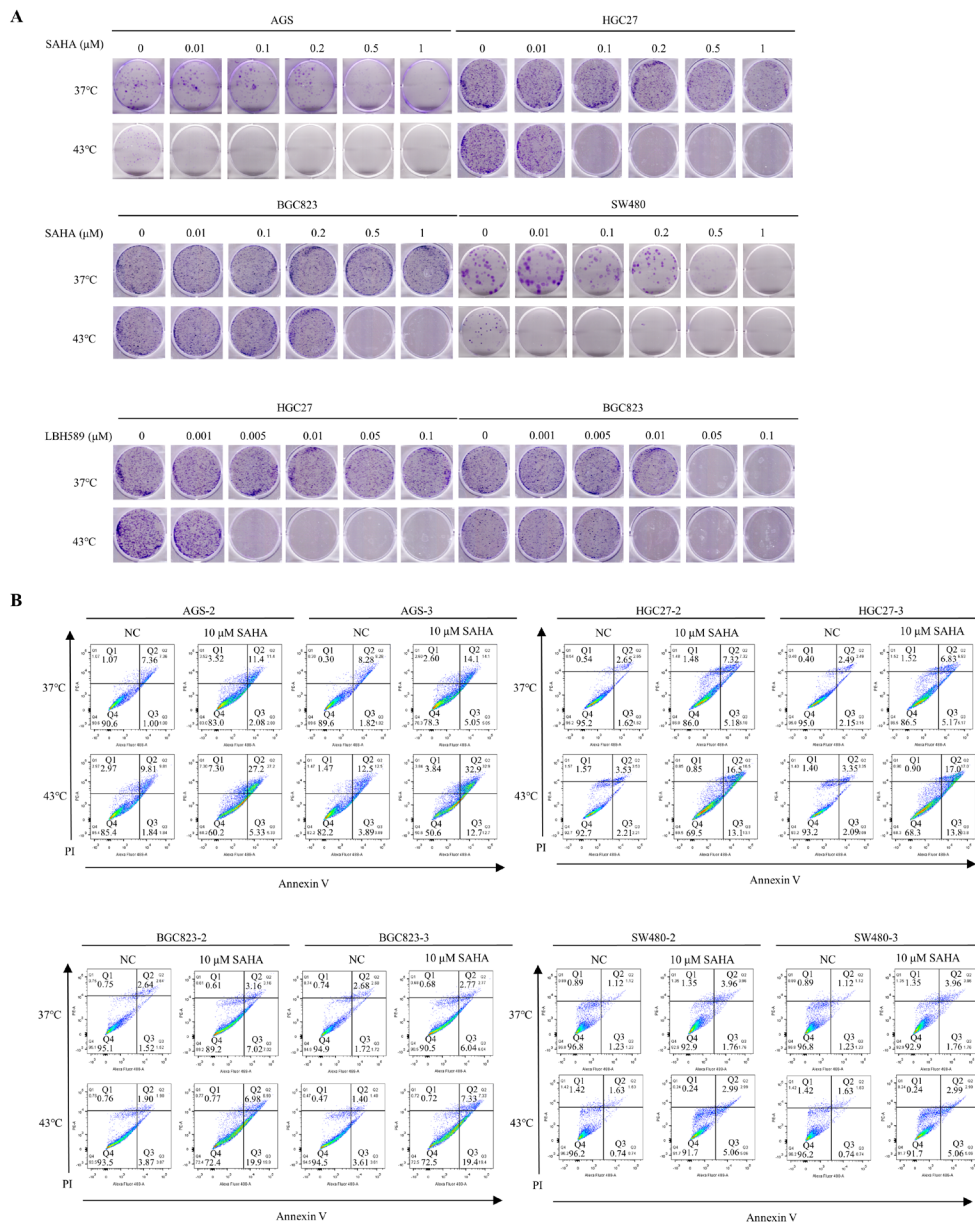 A
AGS HGC27
SAHA (μM) 0 0.01 0.1 0.2 0.5 1 0 0.01 0.1 0.2 0.5 1
37℃
43℃
BGC823 SW480
SAHA (μM) 0 0.01 0.1 0.2 0.5 1 0 0.01 0.1 0.2 0.5 1
37℃
43℃
HGC27 BGC823
LBH589 (μM) 0 0.001 0.005 0.01 0.05 0.1 0 0.001 0.005 0.01 0.05 0.1
37℃
43℃
B
AGS-2 AGS-3 HGC27-2 HGC27-3
NC 10 μM SAHA NC 10 μM SAHA NC 10 μM SAHA NC 10 μM SAHA
Q1 Q2 Q1 Q2 Q1 Q2 Q1 Q2 Q1 Q2 Q1 Q2 Q1 Q2 Q1 Q2
1.07 7.36 3.52 11.4 0.30 8.28 2.60 14.1 0.54 2.65 1.48 7.32 0.40 2.49 1.52 6.83
37℃ 37℃
Q4 Q3 Q4 Q3 Q4 Q3 Q4 Q3 Q4 Q3 Q4 Q3 Q4 Q3 Q4 Q3
90.6 1.00 83.0 2.08 89.6 1.82 78.3 5.05 95.2 1.62 86.0 5.18 95.0 2.15 86.5 5.17
Q1 Q2 Q1 Q2 Q1 Q2 Q1 Q2 Q1 Q2 Q1 Q2 Q1 Q2 Q1 Q2
2.97 9.81 7.30 27.2 1.47 12.5 3.84 32.9 1.57 3.53 0.85 16.5 1.40 3.35 0.90 17.0
43℃ 43℃
Q4 Q3 Q4 Q3 Q4 Q3 Q4 Q3 Q4 Q3 Q4 Q3 Q4 Q3 Q4 Q3
85.4 1.84 60.2 5.33 82.2 3.89 50.6 12.7 92.7 2.21 69.5 13.1 93.2 2.09 68.3 13.8
PI PI
Annexin V Annexin V
BGC823-2 BGC823-3 SW480-2 SW480-3
NC 10 μM SAHA NC 10 μM SAHA NC 10 μM SAHA NC 10 μM SAHA
Q1 Q2 Q1 Q2 Q1 Q2 Q1 Q2 Q1 Q2 Q1 Q2 Q1 Q2 Q1 Q2
0.75 2.64 0.61 3.16 0.74 2.68 0.68 2.77 0.89 1.12 1.35 3.96 0.89 1.12 1.35 3.96
37℃ 37℃
Q4 Q3 Q4 Q3 Q4 Q3 Q4 Q3 Q4 Q3 Q4 Q3 Q4 Q3 Q4 Q3
95.1 1.52 89.2 7.02 94.9 1.72 90.5 6.04 96.8 1.23 92.9 1.76 96.8 1.23 92.9 1.76
Q1 Q2 Q1 Q2 Q1 Q2 Q1 Q2 Q1 Q2 Q1 Q2 Q1 Q2 Q1 Q2
0.76 1.90 0.77 6.98 0.47 1.40 0.72 7.33 1.42 1.63 0.24 2.99 1.42 1.63 0.24 2.99
43℃ 43℃
Q4 Q3 Q4 Q3 Q4 Q3 Q4 Q3 Q4 Q3 Q4 Q3 Q4 Q3 Q4 Q3
93.5 3.87 72.4 19.9 94.5 3.61 72.5 19.4 96.2 0.74 91.7 5.06 96.2 0.74 91.7 5.06
PI PI
Annexin V Annexin V